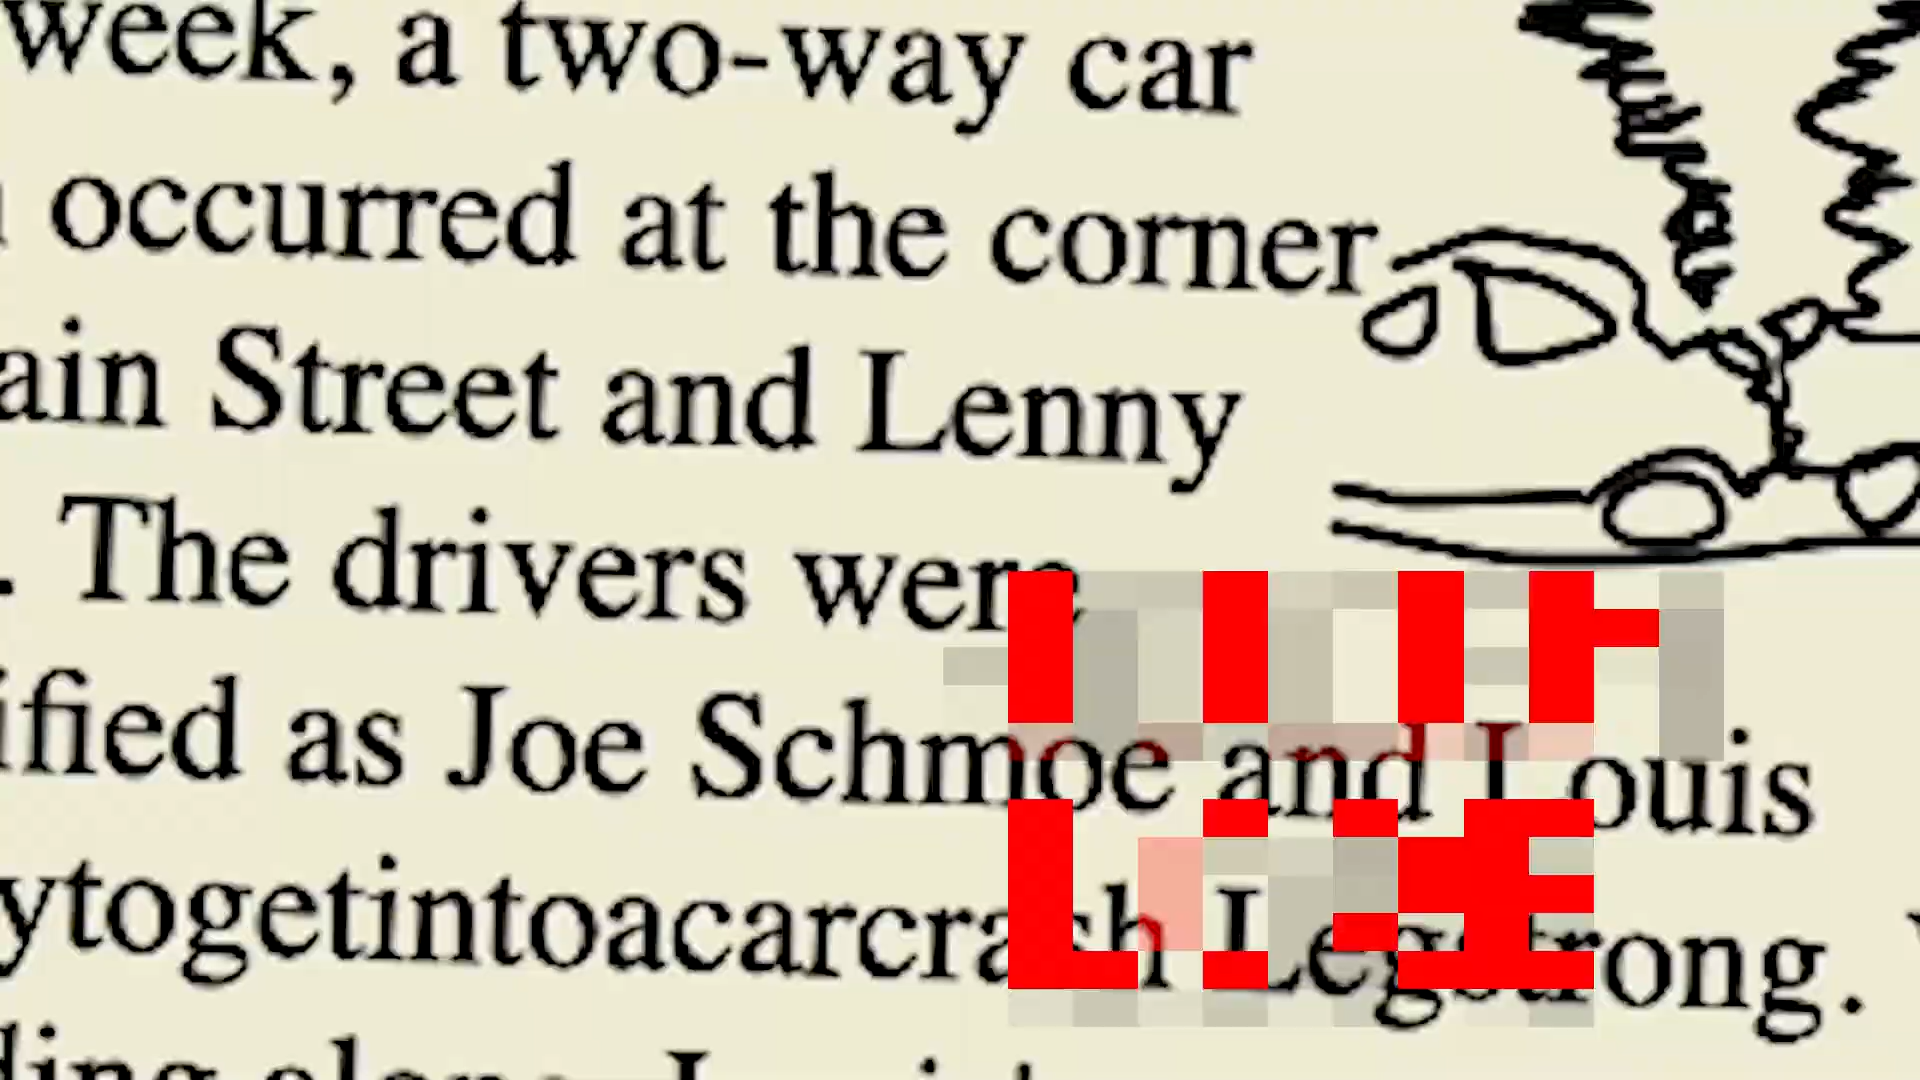 week, a two-way car
occurred at the corner
ain Street and Lenny
. The drivers were
ified as Joe Schmoe and Louis
ytogetintoacarcrash Legstrong.